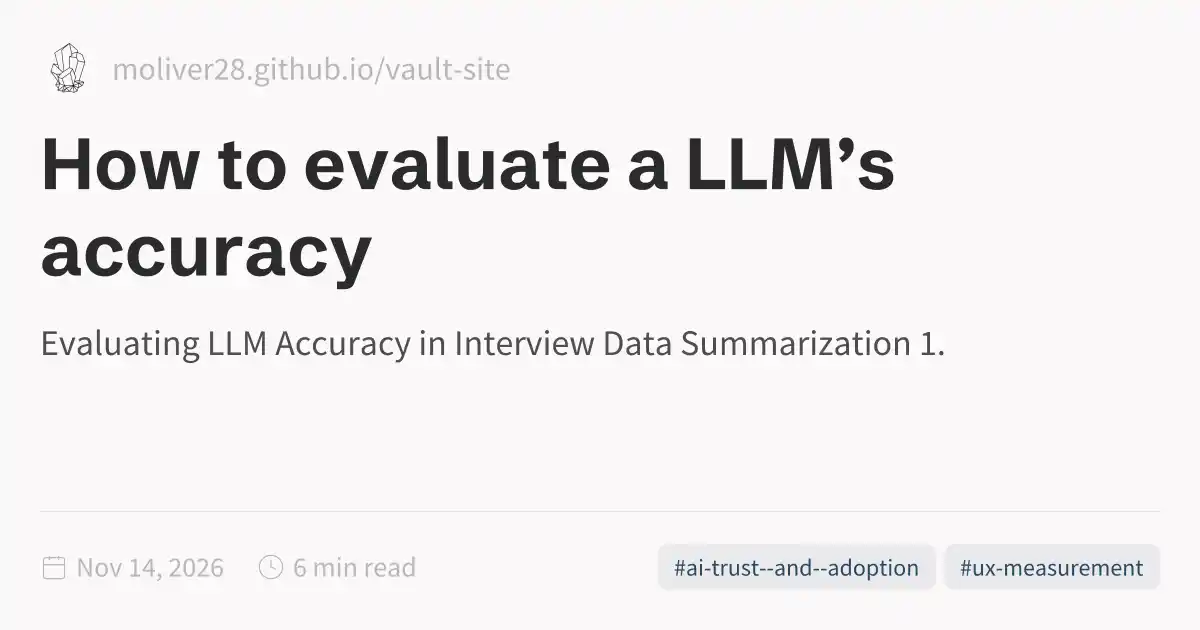 moliver28.github.io/vault-site
How to evaluate a LLM’s
accuracy
Evaluating LLM Accuracy in Interview Data Summarization 1.
Nov 14, 2026 6 min read #ai-trust--and--adoption #ux-measurement